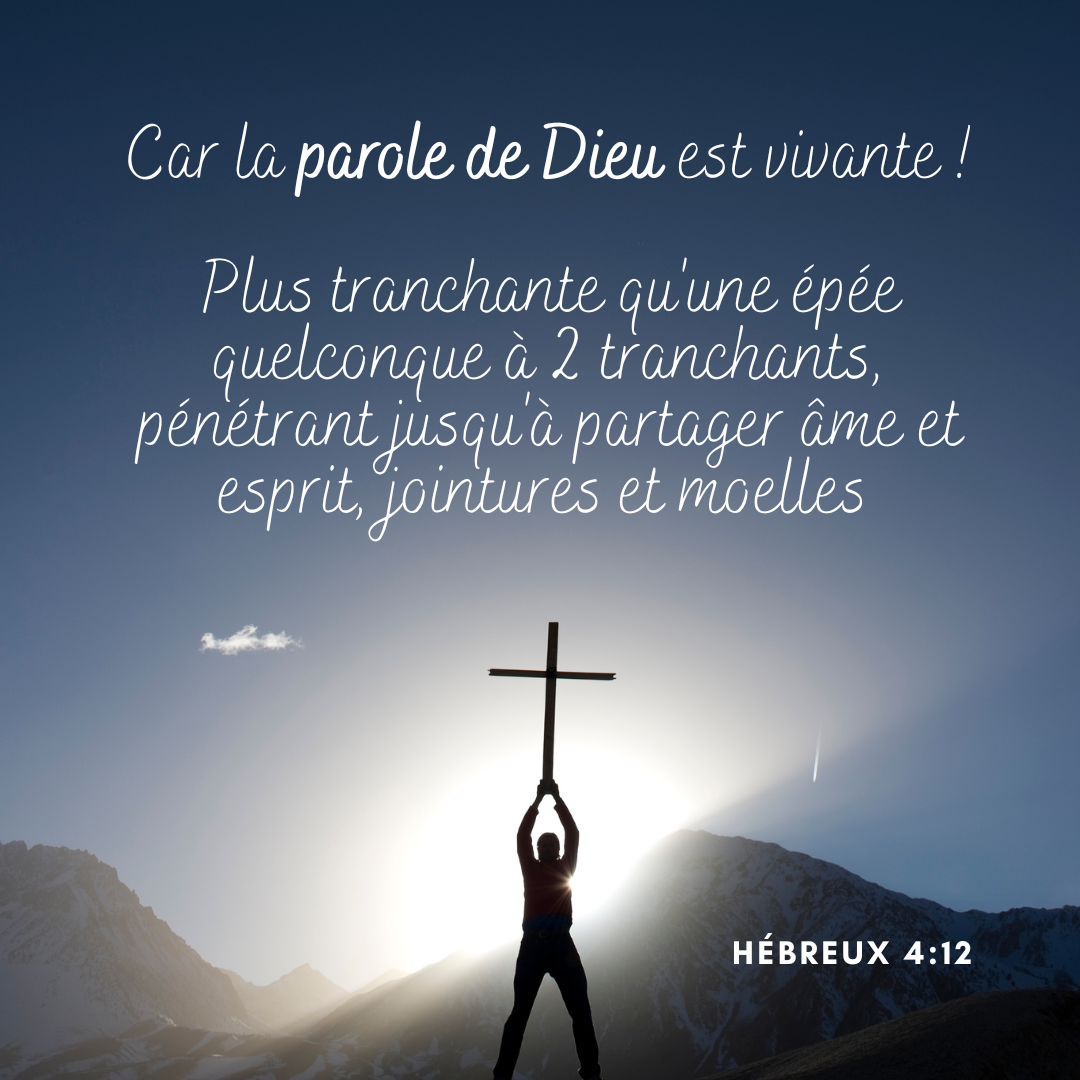 Car la parole de Dieu est vivante !
Plus tranchante qu'une épée
quelconque à 2 tranchants,
pénétrant jusqu'à partager âme et
esprit, jointures et moelles
HÉBREUX 4:12